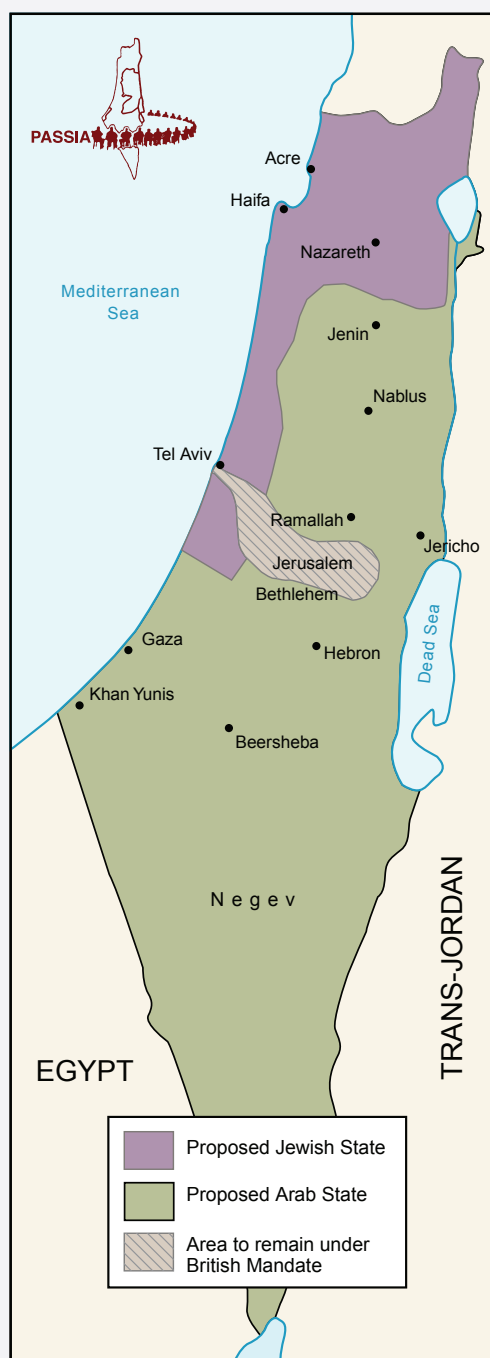 PASSIA
Acre
Haifa
Nazareth
Mediterranean
Sea
Jenin
Nablus
Tel Aviv
Ramallah
Jericho
Jerusalem
Bethlehem
Gaza
Hebron
Dead Sea
Khan Yunis
Beersheba
Negev
TRANS-JORDAN
EGYPT
Proposed Jewish State
Proposed Arab State
Area to remain under
British Mandate